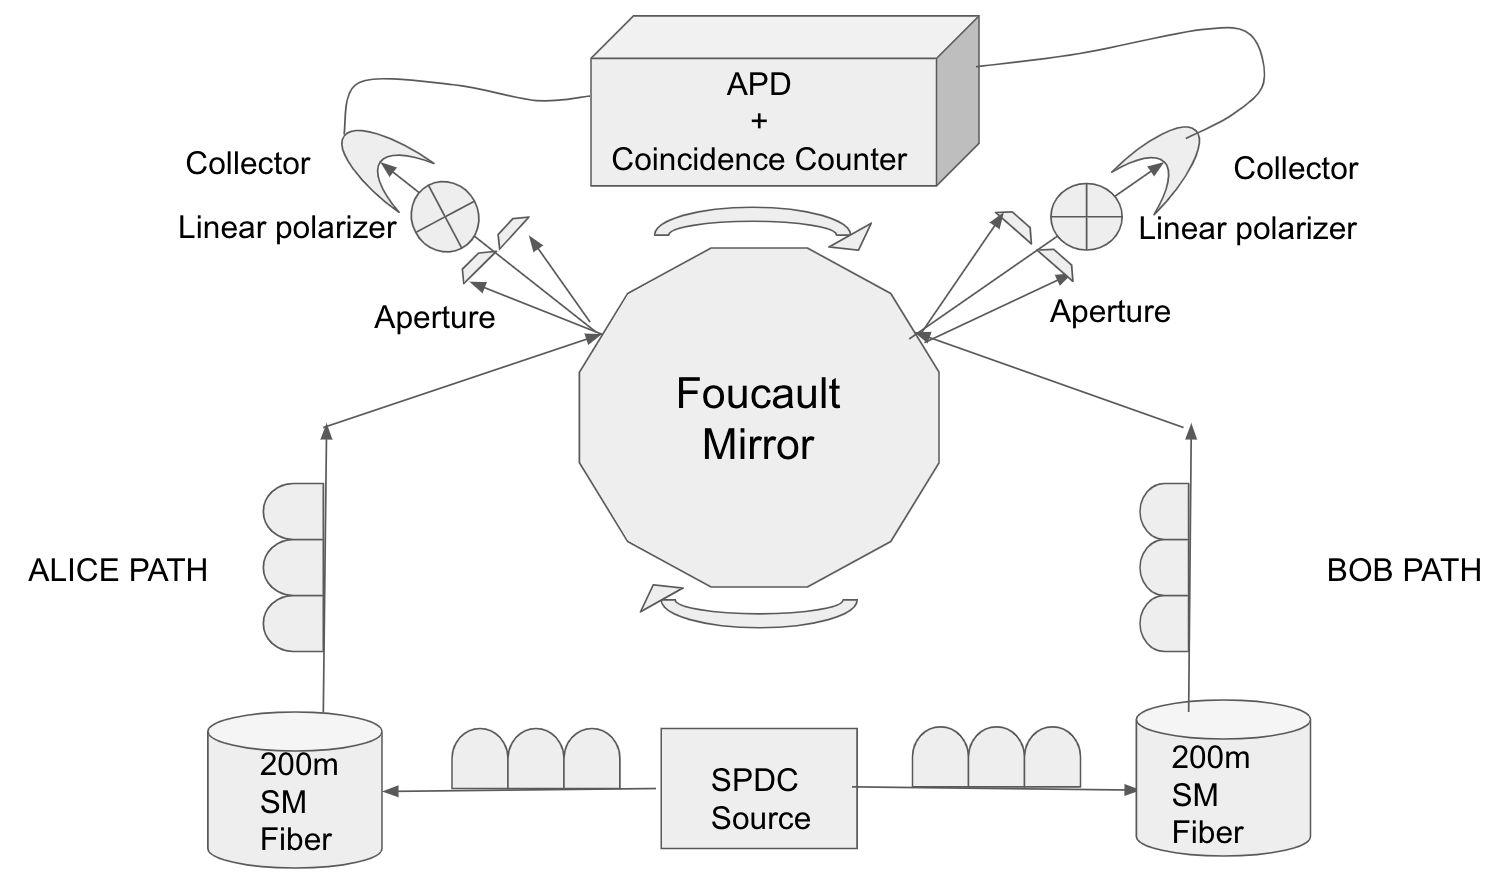 APD
+
Coincidence Counter
Collector
Collector
Linear polarizer
Linear polarizer
Aperture
Aperture
Foucault
Mirror
ALICE PATH
BOB PATH
200m
SM
Fiber
SPDC
Source
200m
SM
Fiber